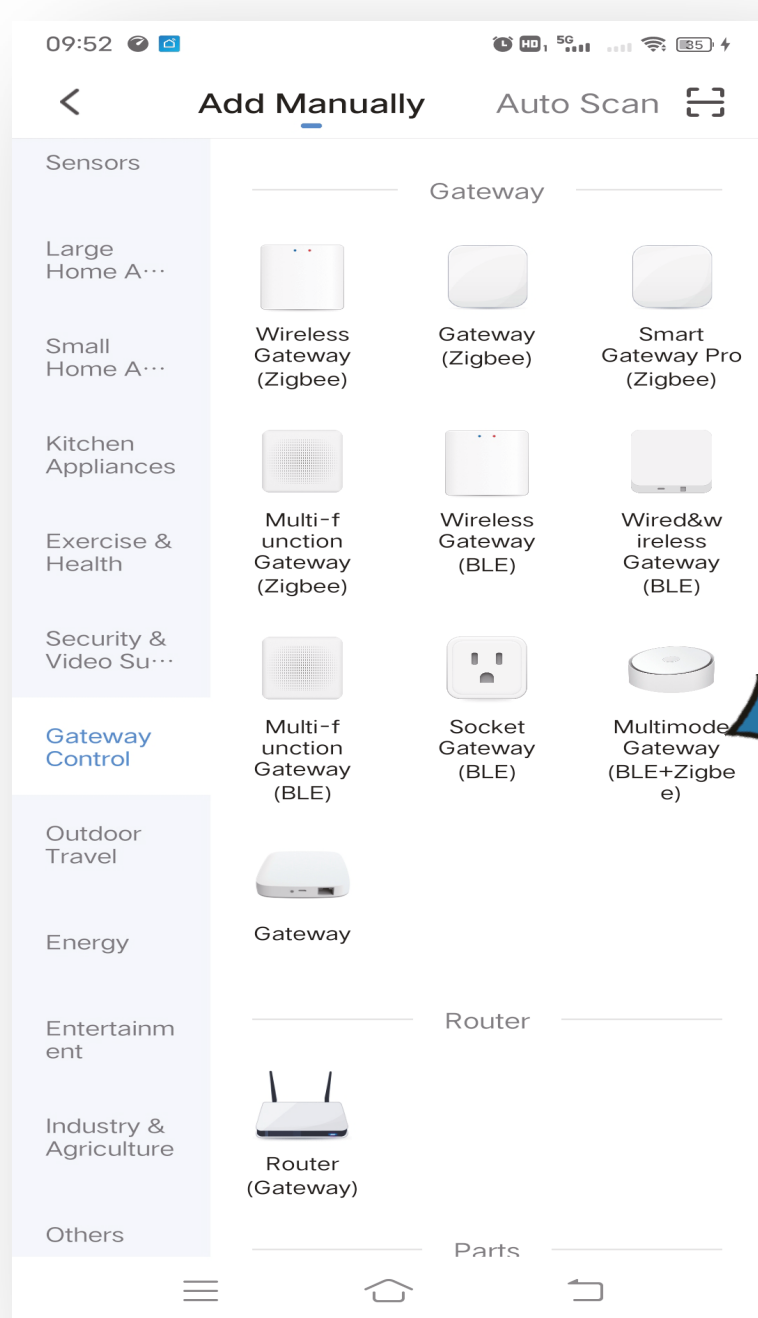 09:52 HD 1 5G 85
Add Manually Auto Scan
Sensors
Large
Home A···
Small
Home A···
Kitchen
Appliances
Exercise &
Health
Security &
Video Su···
Gateway
Control
Outdoor
Travel
Energy
Entertainm
ent
Industry &
Agriculture
Others
Gateway
Wireless
Gateway
(Zigbee)
Gateway
(Zigbee)
Smart
Gateway Pro
(Zigbee)
Multi-f
unction
Gateway
(Zigbee)
Wireless
Gateway
(BLE)
Wired&w
ireless
Gateway
(BLE)
Multi-f
unction
Gateway
(BLE)
Socket
Gateway
(BLE)
Multimode
Gateway
(BLE+Zigbe
e)
Gateway
Router
Router
(Gateway)
Parts